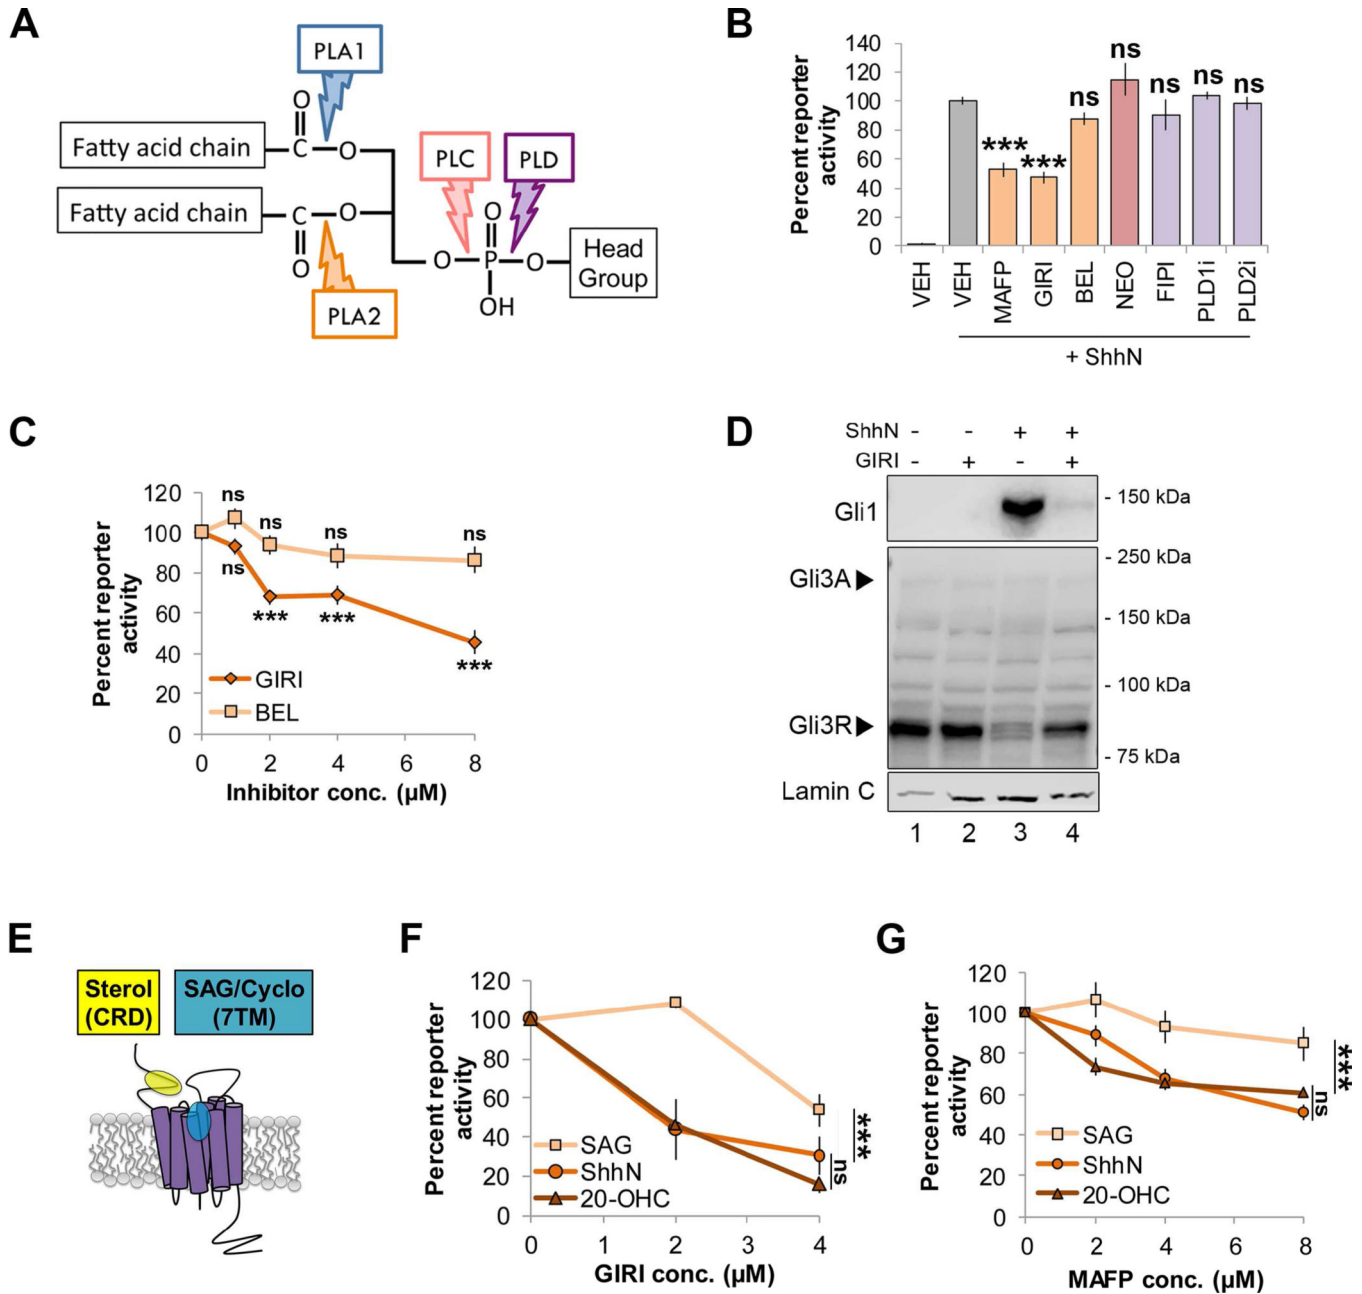 A
PLA1
O
Fatty acid chain
C
O
PLC
PLD
Fatty acid chain
C
O
O
O
Head
Group
O
P
O
OH
PLA2
B
Percent reporter
activity
140
120
100
80
60
40
20
0
***
***
ns
ns
ns
ns
ns
VEH
VEH
MAFP
GIRI
BEL
NEO
FIPI
PLD1i
PLD2i
+ ShhN
C
Percent reporter
activity
120
100
80
60
40
20
0
ns
ns
ns
ns
ns
***
***
***
GIRI
BEL
0 2 4 6 8
Inhibitor conc. (µM)
D
ShhN - - + +
GIRI - + - +
Gli1
- 150 kDa
- 250 kDa
Gli3A
- 150 kDa
- 100 kDa
Gli3R
- 75 kDa
Lamin C
1 2 3 4
E
Sterol
(CRD)
SAG/Cyclo
(7TM)
F
Percent reporter
activity
120
100
80
60
40
20
0
***
ns
SAG
ShhN
20-OHC
0 1 2 3 4
GIRI conc. (µM)
G
Percent reporter
activity
120
100
80
60
40
20
0
***
ns
SAG
ShhN
20-OHC
0 2 4 6 8
MAFP conc. (µM)